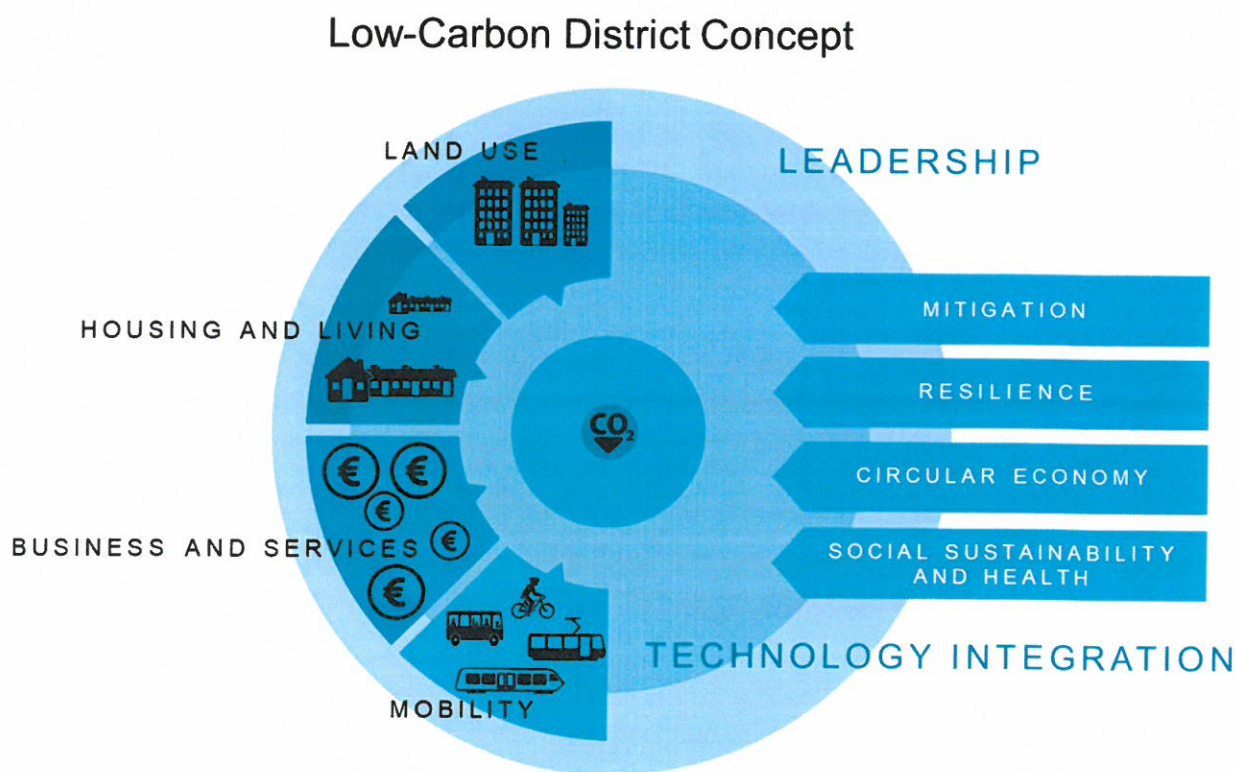 Low-Carbon District Concept
LAND USE
LEADERSHIP
HOUSING AND LIVING
MITIGATION
RESILIENCE
CO₂
€ €
€
€
€
CIRCULAR ECONOMY
BUSINESS AND SERVICES
SOCIAL SUSTAINABILITY
AND HEALTH
TECHNOLOGY INTEGRATION
MOBILITY